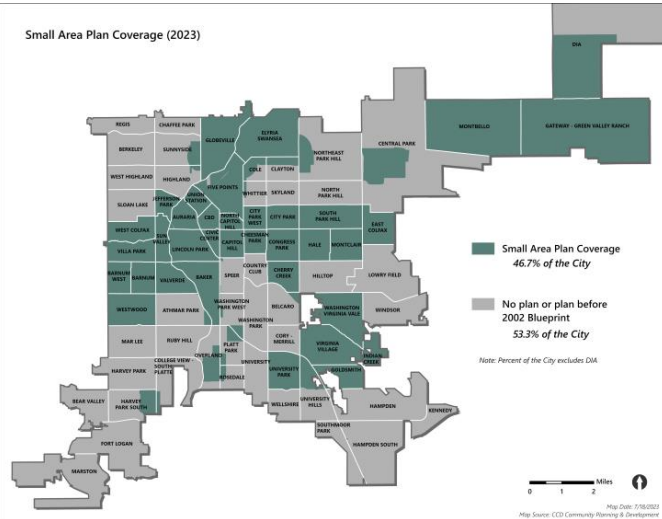 Small Area Plan Coverage (2023)
DIA
REGIS
CHAFFEE PARK
GLOBEVILLE
ELYRIA
SWANSEA
MONTBELLO
GATEWAY - GREEN VALLEY RANCH
BERKELEY
SUNNYSIDE
NORTHEAST
PARK HILL
CENTRAL PARK
WEST HIGHLAND
HIGHLAND
COLE
CLAYTON
FIVE POINTS
WHITTIER
SKYLAND
NORTH
PARK HILL
SLOAN LAKE
JEFFERSON
PARK
UNION
STATION
AURARIA
CBD
NORTH
CAPITOL
HILL
CITY
PARK
WEST
CITY PARK
SOUTH
PARK HILL
EAST
COLFAX
WEST COLFAX
SUN
VALLEY
CIVIC
CENTER
VILLA PARK
LINCOLN PARK
CAPITOL
HILL
CHEESMAN
PARK
CONGRESS
PARK
HALE
MONTCLAIR
BARNUM
WEST
BARNUM
VALVERDE
BAKER
SPEER
COUNTRY
CLUB
CHERRY
CREEK
HILLTOP
LOWRY FIELD
WESTWOOD
ATHMAR PARK
WASHINGTON
PARK WEST
WASHINGTON
PARK
BELCARO
WASHINGTON
VIRGINIA VALE
WINDSOR
MAR LEE
RUBY HILL
PLATT
PARK
CORY -
MERRILL
VIRGINIA
VILLAGE
INDIAN
CREEK
HARVEY PARK
COLLEGE VIEW -
SOUTH
PLATTE
OVERLAND
ROSEDALE
UNIVERSITY
UNIVERSITY
PARK
GOLDSMITH
BEAR VALLEY
HARVEY
PARK SOUTH
WELLSHIRE
UNIVERSITY
HILLS
HAMPDEN
KENNEDY
SOUTHMOOR
PARK
HAMPDEN SOUTH
FORT LOGAN
MARSTON
Small Area Plan Coverage
46.7% of the City
No plan or plan before
2002 Blueprint
53.3% of the City
Note: Percent of the City excludes DIA
Miles
0 1 2
Map Date: 7/18/2023
Map Source: CCD Community Planning & Development